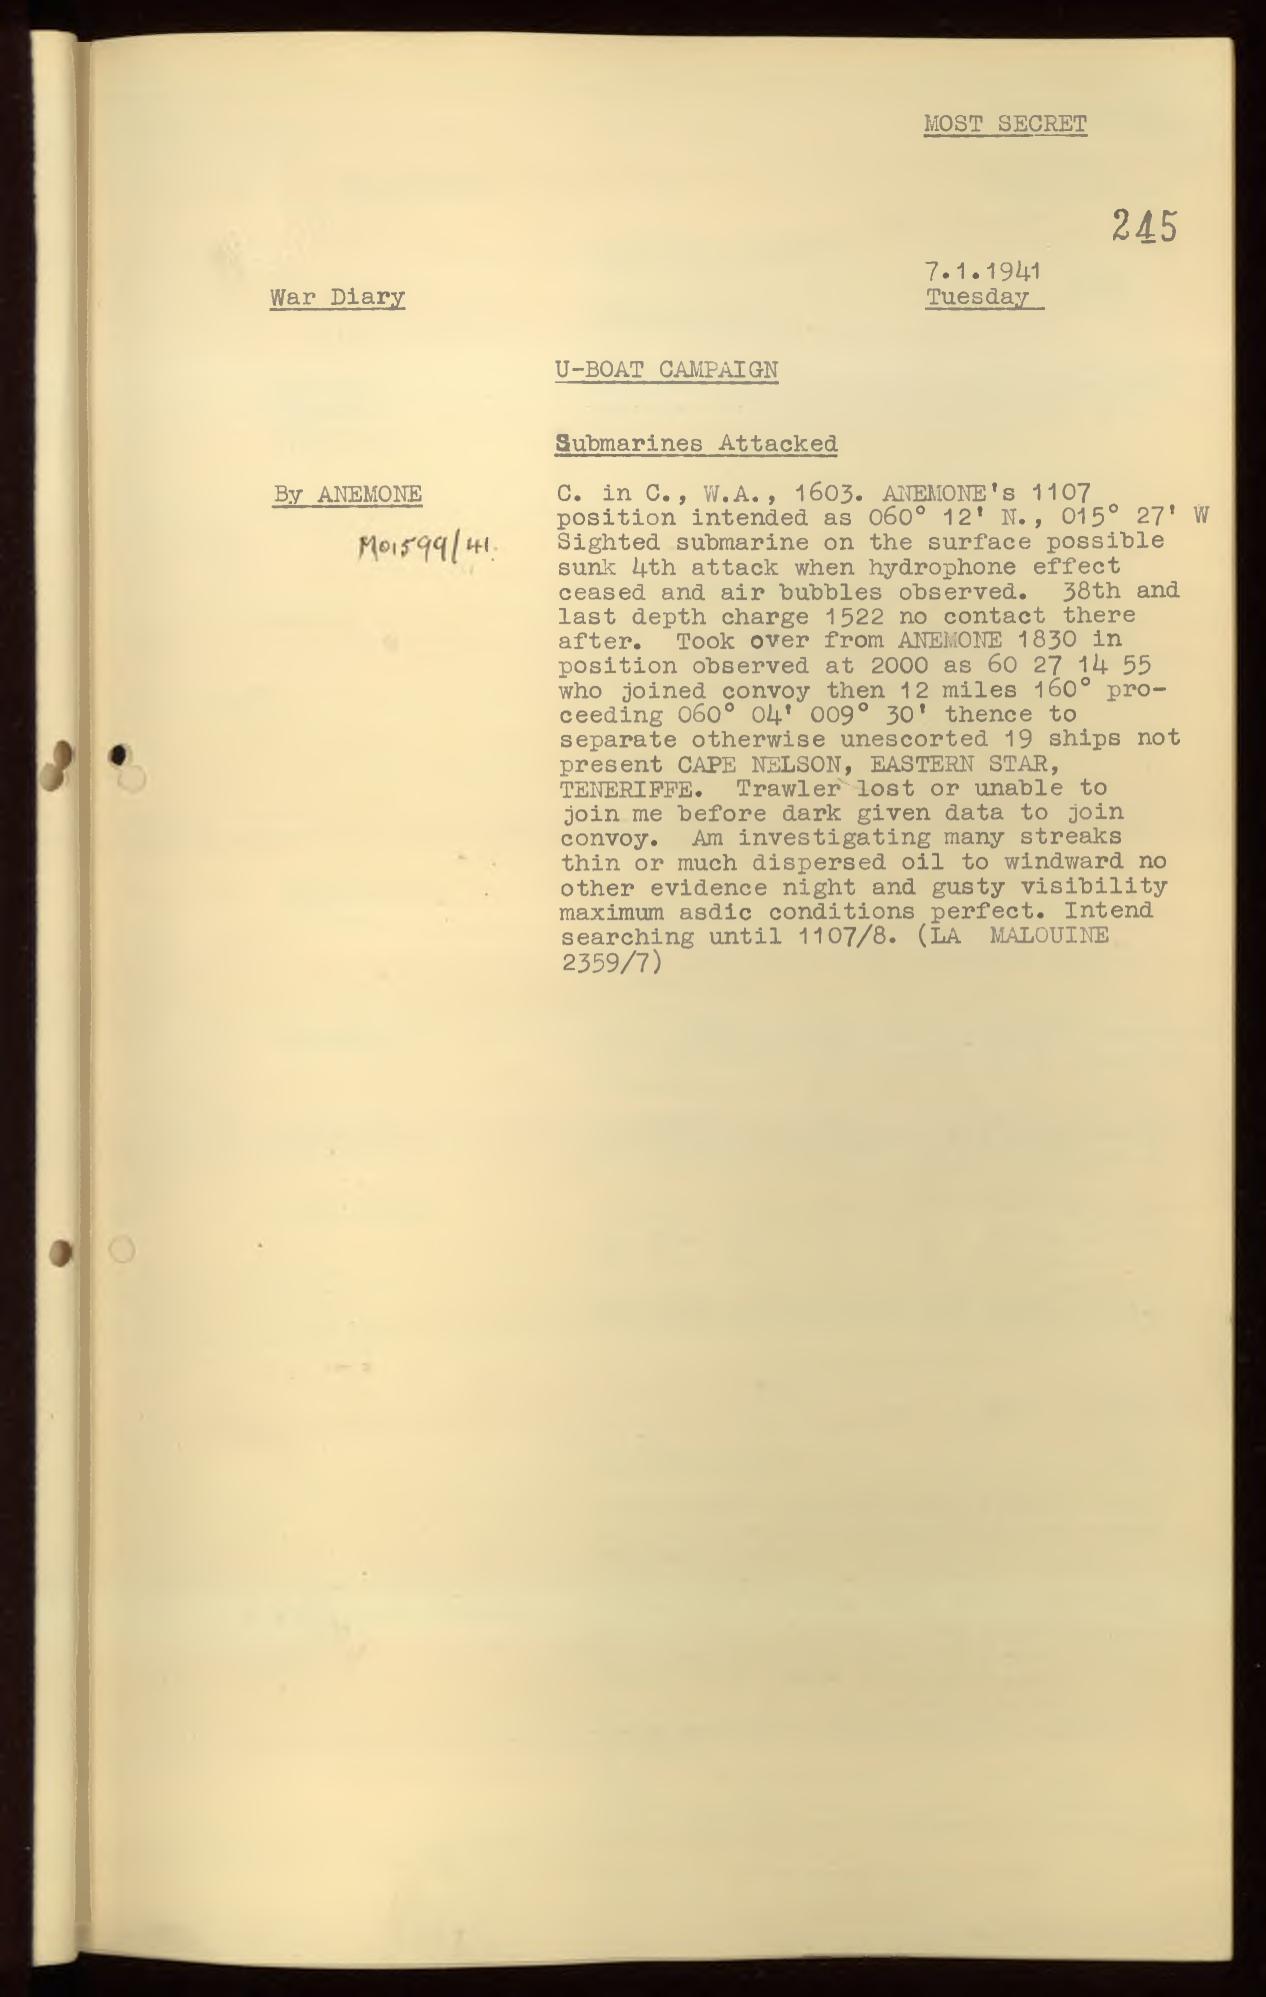 MOST SECRET
245
7.1.1941
War Diary
Tuesday
U-BOAT CAMPAIGN
Submarines Attacked
By ANEMONE
M01599/41.
C. in C., W.A., 1603. ANEMONE's 1107
position intended as 060° 12' N., 015° 27' W
Sighted submarine on the surface possible
sunk 4th attack when hydrophone effect
ceased and air bubbles observed. 38th and
last depth charge 1522 no contact there
after. Took over from ANEMONE 1830 in
position observed at 2000 as 60 27 14 55
who joined convoy then 12 miles 160° pro-
ceeding 060° 04' 009° 30' thence to
separate otherwise unescorted 19 ships not
present CAPE NELSON, EASTERN STAR,
TENERIFFE. Trawler lost or unable to
join me before dark given data to join
convoy. Am investigating many streaks
thin or much dispersed oil to windward no
other evidence night and gusty visibility
maximum asdic conditions perfect. Intend
searching until 1107/8. (LA MALOUINE
2359/7)